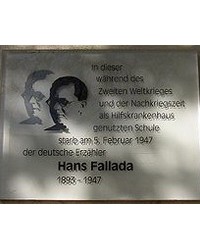 In dieser
während des
Zweiten Weltkrieges
und der Nachkriegszeit
als Hilfskrankenhaus
genutzten Schule
starb am 5. Februar 1947
der deutsche Erzähler
Hans Fallada
1893 - 1947